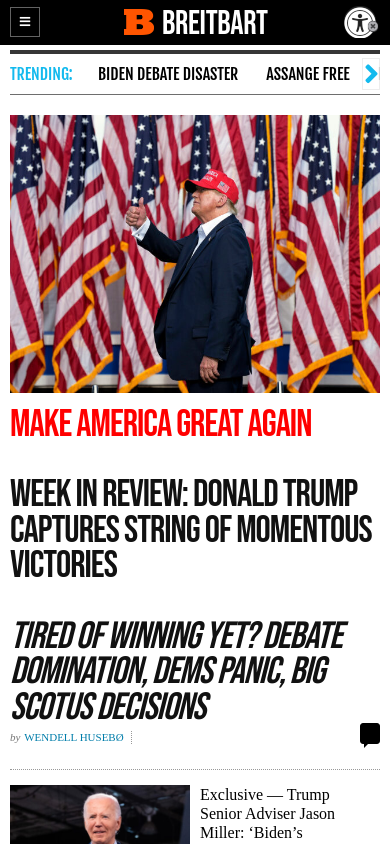 BREITBART
TRENDING:
BIDEN DEBATE DISASTER
ASSANGE FREE
MAKE AMERICA GREAT AGAIN
WEEK IN REVIEW: DONALD TRUMP
CAPTURES STRING OF MOMENTOUS
VICTORIES
TIRED OF WINNING YET? DEBATE
DOMINATION, DEMS PANIC, BIG
SCOTUS DECISIONS
by WENDELL HUSEBØ
Exclusive — Trump
Senior Adviser Jason
Miller: ‘Biden’s